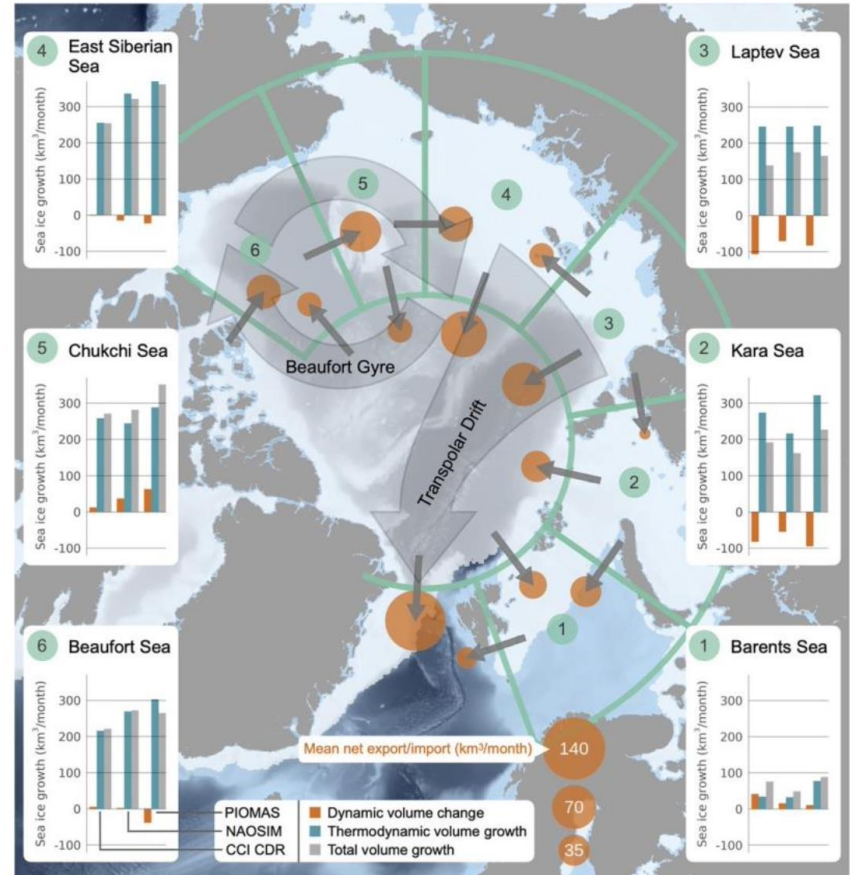 4
East Siberian
Sea
Sea ice growth (km³/month)
300
200
100
0
-100
3
Laptev Sea
Sea ice growth (km³/month)
300
200
100
0
-100
5
Chukchi Sea
Sea ice growth (km³/month)
300
200
100
0
-100
2
Kara Sea
Sea ice growth (km³/month)
300
200
100
0
-100
6
Beaufort Sea
Sea ice growth (km³/month)
300
200
100
0
-100
1
Barents Sea
Sea ice growth (km³/month)
300
200
100
0
-100
5
4
6
3
2
1
Beaufort Gyre
Transpolar Drift
Mean net export/import (km³/month)
140
70
35
PIOMAS
NAOSIM
CCI CDR
Dynamic volume change
Thermodynamic volume growth
Total volume growth